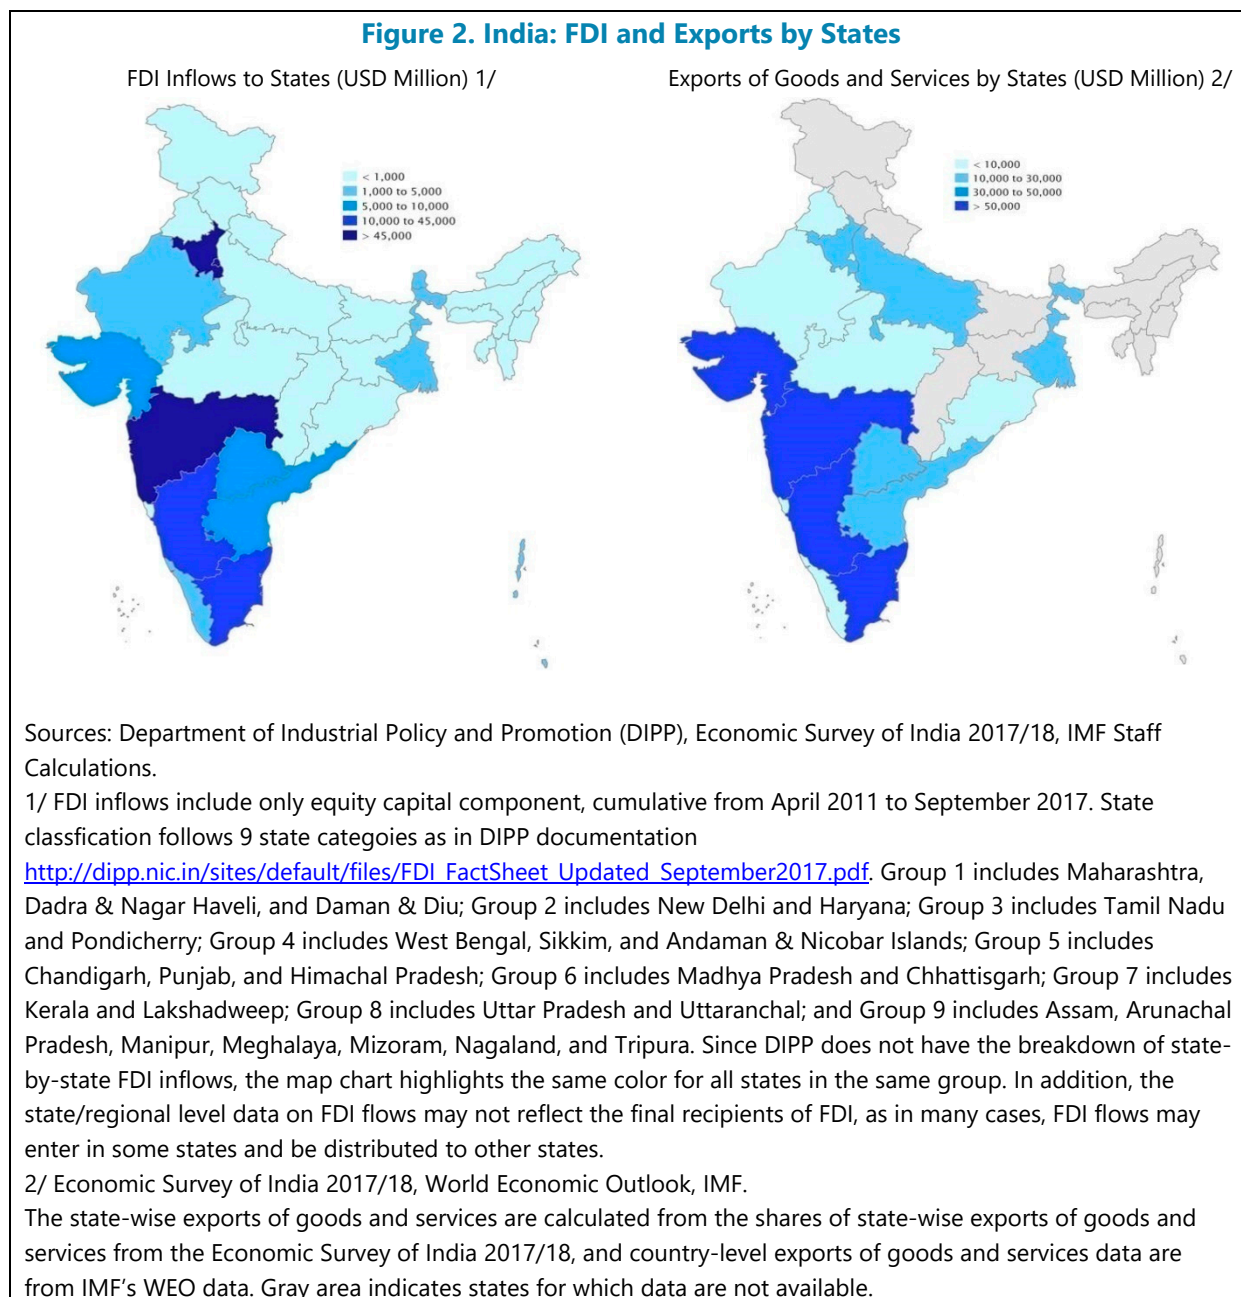 Figure 2. India: FDI and Exports by States
FDI Inflows to States (USD Million) 1/
Exports of Goods and Services by States (USD Million) 2/
< 1,000
1,000 to 5,000
5,000 to 10,000
10,000 to 45,000
> 45,000
< 10,000
10,000 to 30,000
30,000 to 50,000
> 50,000
Sources: Department of Industrial Policy and Promotion (DIPP), Economic Survey of India 2017/18, IMF Staff
Calculations.
1/ FDI inflows include only equity capital component, cumulative from April 2011 to September 2017. State
classfication follows 9 state categoies as in DIPP documentation
http://dipp.nic.in/sites/default/files/FDI_FactSheet_Updated_September2017.pdf. Group 1 includes Maharashtra,
Dadra & Nagar Haveli, and Daman & Diu; Group 2 includes New Delhi and Haryana; Group 3 includes Tamil Nadu
and Pondicherry; Group 4 includes West Bengal, Sikkim, and Andaman & Nicobar Islands; Group 5 includes
Chandigarh, Punjab, and Himachal Pradesh; Group 6 includes Madhya Pradesh and Chhattisgarh; Group 7 includes
Kerala and Lakshadweep; Group 8 includes Uttar Pradesh and Uttaranchal; and Group 9 includes Assam, Arunachal
Pradesh, Manipur, Meghalaya, Mizoram, Nagaland, and Tripura. Since DIPP does not have the breakdown of state-
by-state FDI inflows, the map chart highlights the same color for all states in the same group. In addition, the
state/regional level data on FDI flows may not reflect the final recipients of FDI, as in many cases, FDI flows may
enter in some states and be distributed to other states.
2/ Economic Survey of India 2017/18, World Economic Outlook, IMF.
The state-wise exports of goods and services are calculated from the shares of state-wise exports of goods and
services from the Economic Survey of India 2017/18, and country-level exports of goods and services data are
from IMF's WEO data. Gray area indicates states for which data are not available.